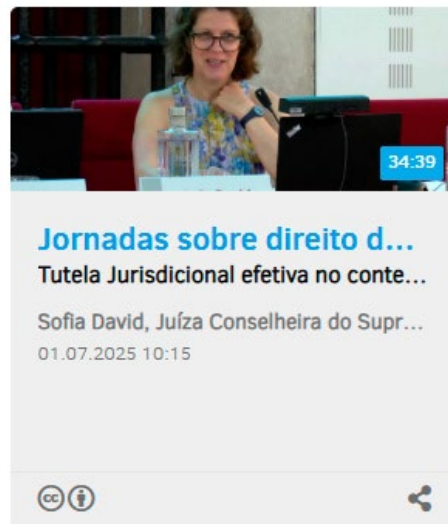 34:39
Jornadas sobre direito d...
Tutela Jurisdicional efetiva no conte...
Sofia David, Juíza Conselheira do Supr...
01.07.2025 10:15
cc